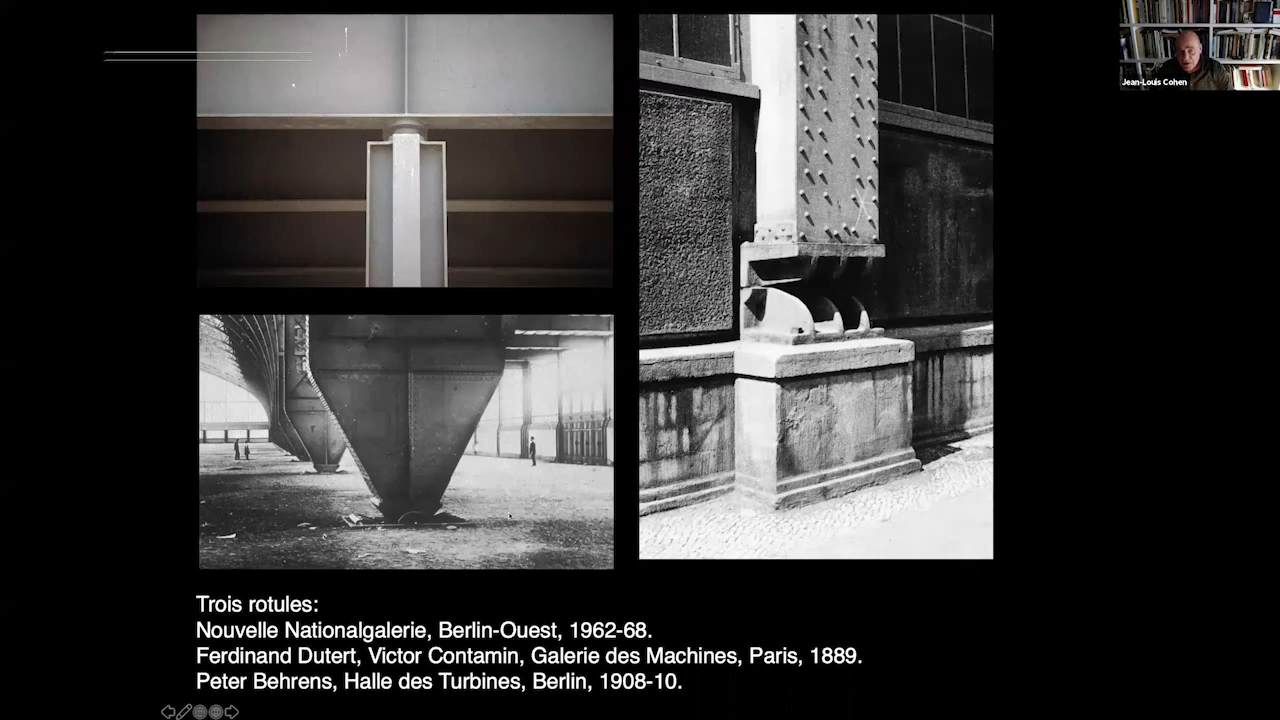 Jean-Louis Cohen
Trois rotules:
Nouvelle Nationalgalerie, Berlin-Ouest, 1962-68.
Ferdinand Dutert, Victor Contamin, Galerie des Machines, Paris, 1889.
Peter Behrens, Halle des Turbines, Berlin, 1908-10.